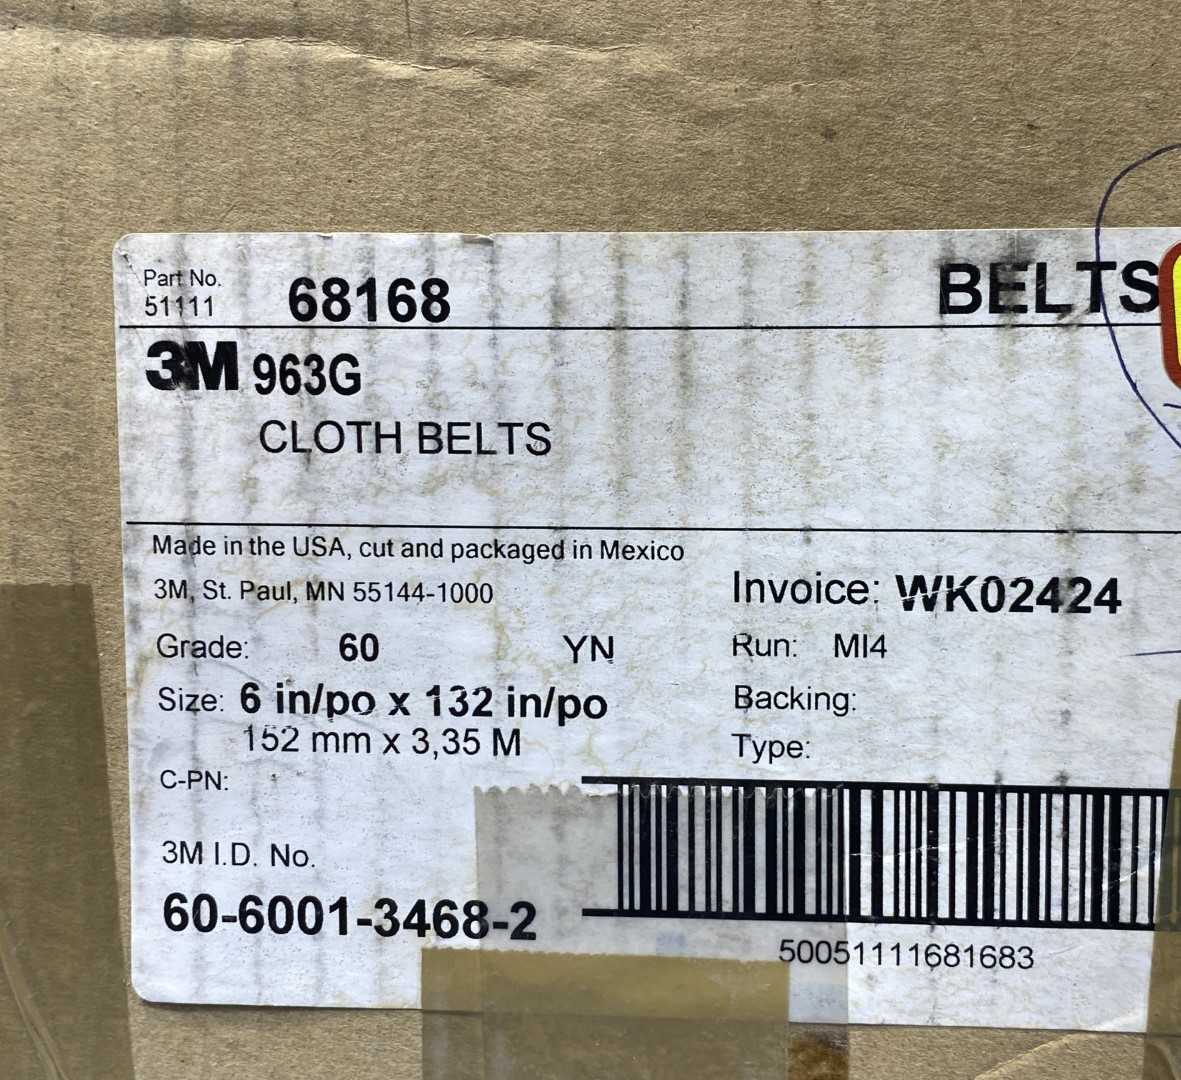 Part No.
51111 68168 BELTS
3M 963G
CLOTH BELTS
Made in the USA, cut and packaged in Mexico
3M, St. Paul, MN 55144-1000
Invoice: WK02424
Grade: 60 YN
Run: MI4
Size: 6 in/po x 132 in/po
152 mm x 3,35 M
Backing:
Type:
C-PN:
3M I.D. No.
60-6001-3468-2
50051111681683